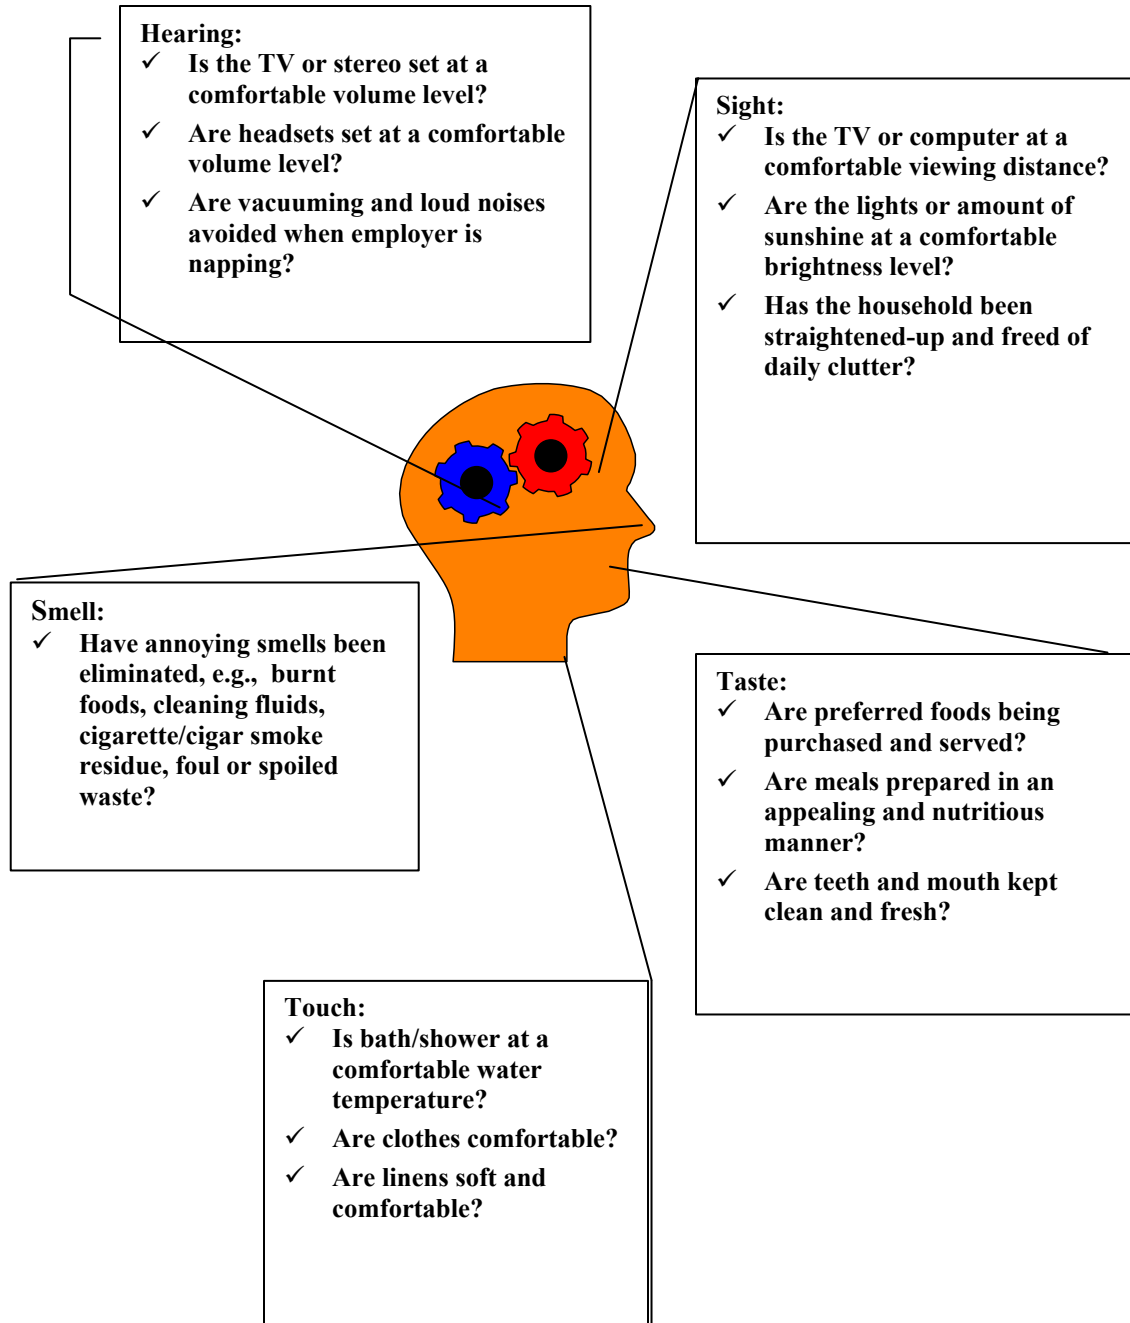 Hearing:
✓ Is the TV or stereo set at a
comfortable volume level?
✓ Are headsets set at a comfortable
volume level?
✓ Are vacuuming and loud noises
avoided when employer is
napping?
Sight:
✓ Is the TV or computer at a
comfortable viewing distance?
✓ Are the lights or amount of
sunshine at a comfortable
brightness level?
✓ Has the household been
straightened-up and freed of
daily clutter?
Smell:
✓ Have annoying smells been
eliminated, e.g., burnt
foods, cleaning fluids,
cigarette/cigar smoke
residue, foul or spoiled
waste?
Taste:
✓ Are preferred foods being
purchased and served?
✓ Are meals prepared in an
appealing and nutritious
manner?
✓ Are teeth and mouth kept
clean and fresh?
Touch:
✓ Is bath/shower at a
comfortable water
temperature?
✓ Are clothes comfortable?
✓ Are linens soft and
comfortable?